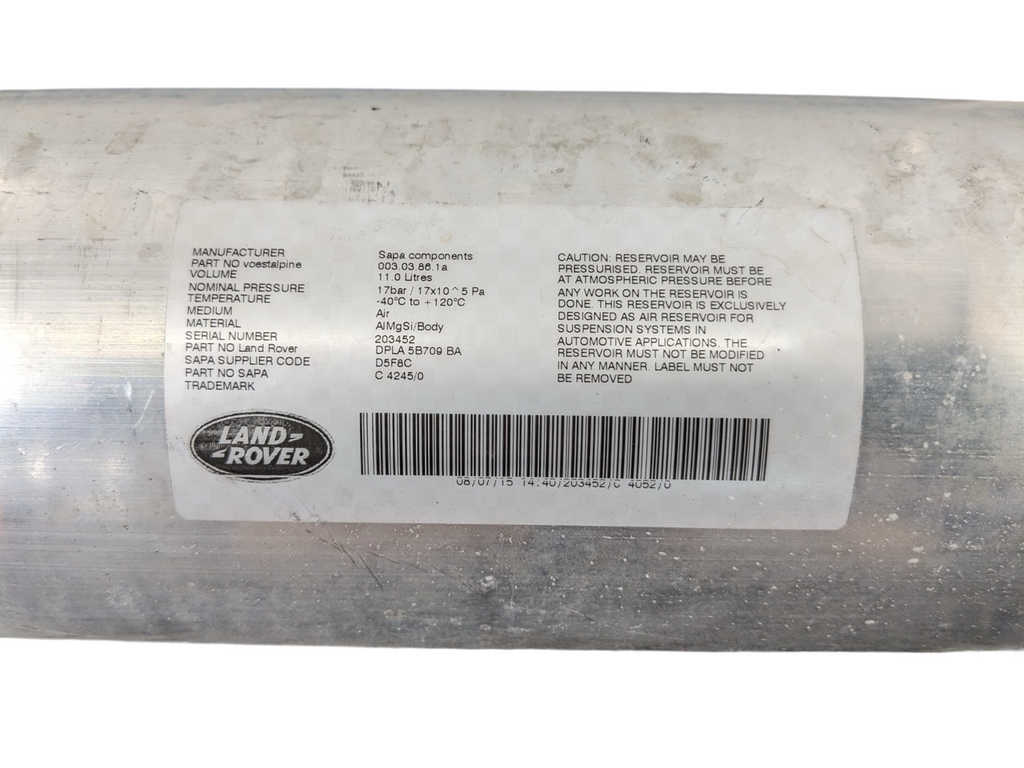 MANUFACTURER Sapa components
PART NO voestalpine 003.03.86.1a
VOLUME 11.0 Litres
NOMINAL PRESSURE 17bar / 17x10^5 Pa
TEMPERATURE -40°C to +120°C
MEDIUM Air
MATERIAL AlMgSi/Body
SERIAL NUMBER 203452
PART NO Land Rover DPLA 5B709 BA
SAPA SUPPLIER CODE D5F8C
PART NO SAPA C 4245/0
TRADEMARK
CAUTION: RESERVOIR MAY BE
PRESSURISED. RESERVOIR MUST BE
AT ATMOSPHERIC PRESSURE BEFORE
ANY WORK ON THE RESERVOIR IS
DONE. THIS RESERVOIR IS EXCLUSIVELY
DESIGNED AS AIR RESERVOIR FOR
SUSPENSION SYSTEMS IN
AUTOMOTIVE APPLICATIONS. THE
RESERVOIR MUST NOT BE MODIFIED
IN ANY MANNER. LABEL MUST NOT
BE REMOVED
LAND-
-ROVER
08/07/15 14:40/203452/C 4052/0